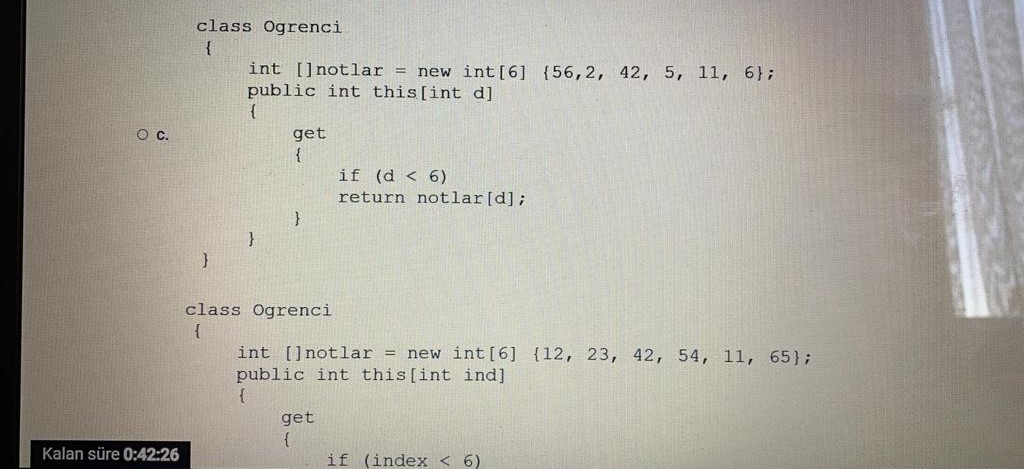 class Ogrenci
{
int []notlar = new int[6] {56,2, 42, 5, 11, 6};
public int this[int d]
{
c.
get
{
if (d < 6)
return notlar[d];
}
}
}
class Ogrenci
{
int []notlar = new int[6] {12, 23, 42, 54, 11, 65};
public int this[int ind]
{
get
{
if (index < 6)
Kalan süre 0:42:26